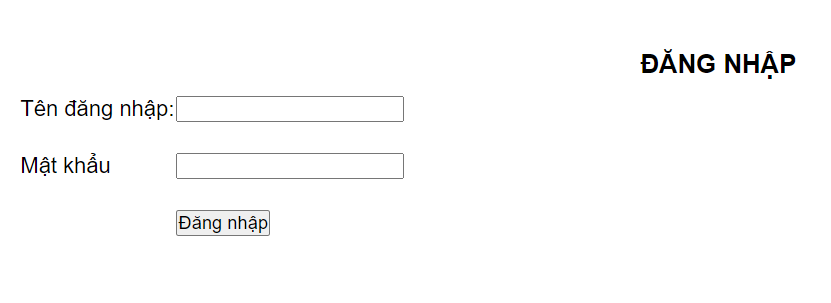 ĐĂNG NHẬP
Tên đăng nhập:
Mật khẩu
Đăng nhập